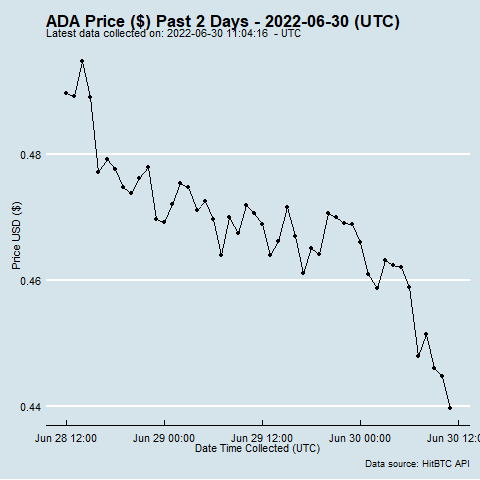 ADA Price ($) Past 2 Days - 2022-06-30 (UTC)
Latest data collected on: 2022-06-30 11:04:16 - UTC
Price USD ($)
0.48
0.46
0.44
Jun 28 12:00 Jun 29 00:00 Jun 29 12:00 Jun 30 00:00 Jun 30 12:00
Date Time Collected (UTC)
Data source: HitBTC API